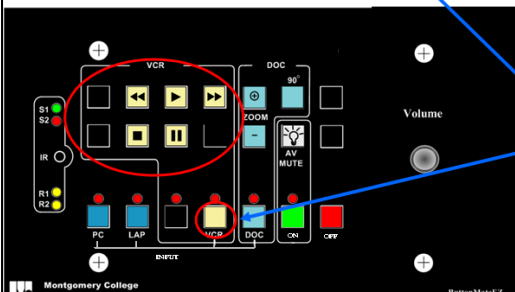 VCR
DOC
90°
S1
S2
ZOOM
Volume
IR
AV
MUTE
R1
R2
PC
LAP
VCR
DOC
ON
OFF
INPUT
Montgomery College
ButtonMateEZ